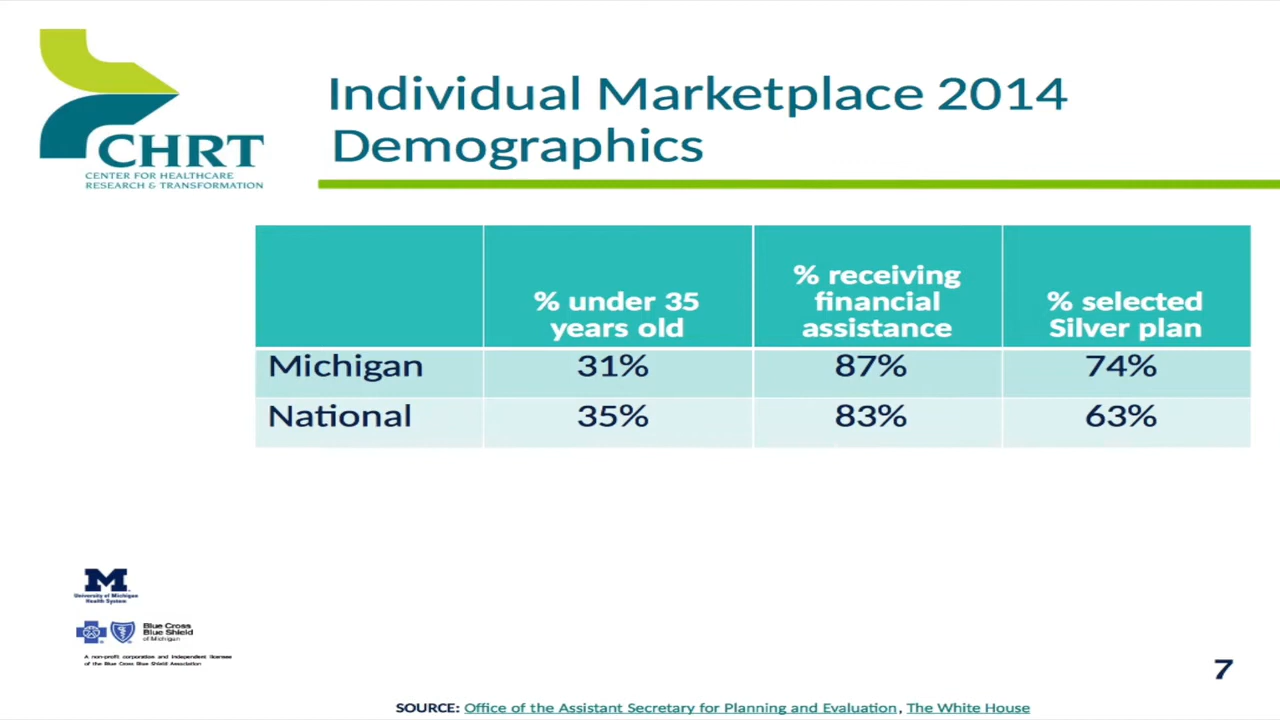 Individual Marketplace 2014
Demographics
CHRT
CENTER FOR HEALTHCARE
RESEARCH & TRANSFORMATION
% under 35
years old
% receiving
financial
assistance
% selected
Silver plan
Michigan 31% 87% 74%
National 35% 83% 63%
M
University of Michigan
Health System
Blue Cross
Blue Shield
of Michigan
A non-profit corporation and independent licensee
of the Blue Cross Blue Shield Association
7
SOURCE: Office of the Assistant Secretary for Planning and Evaluation, The White House